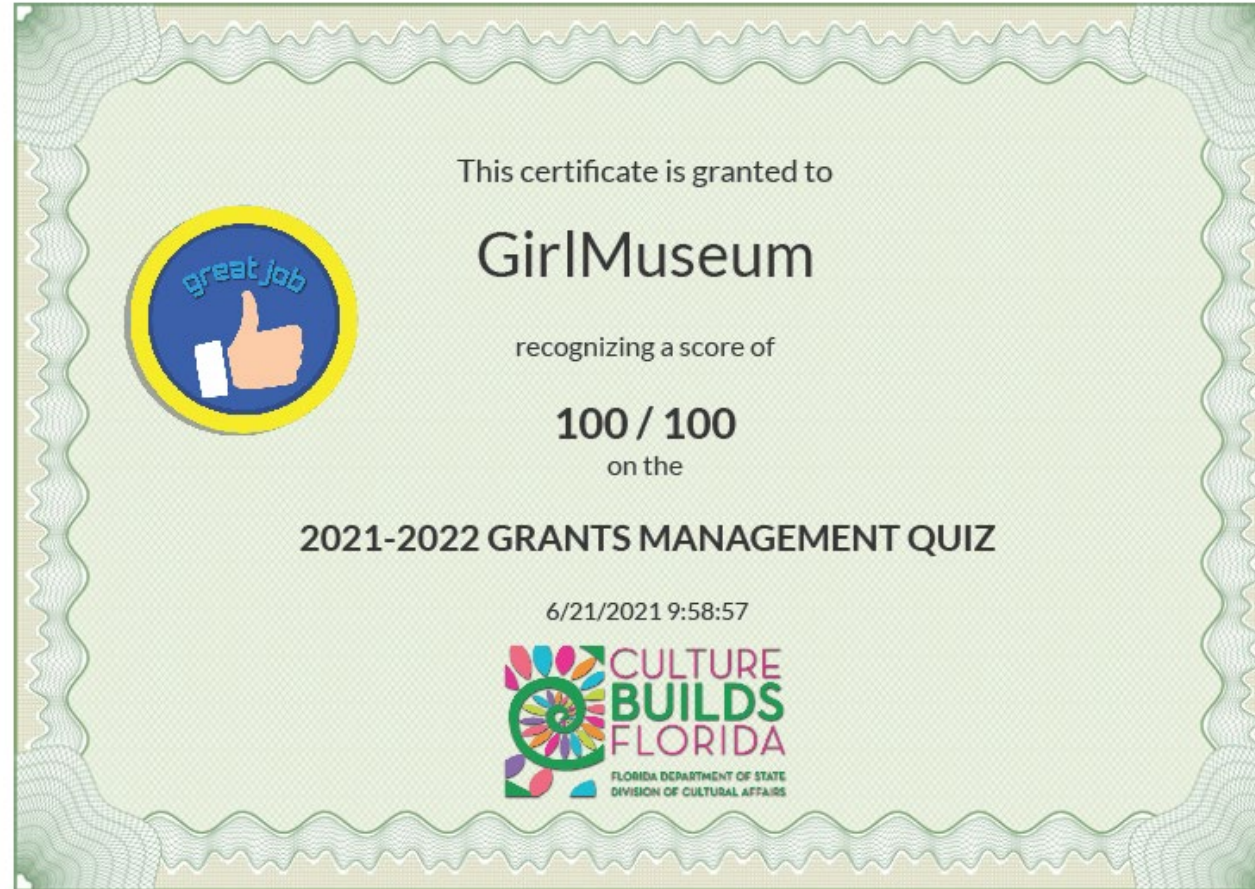 This certificate is granted to
great job
GirlMuseum
recognizing a score of
100 / 100
on the
2021-2022 GRANTS MANAGEMENT QUIZ
6/21/2021 9:58:57
CULTURE
BUILDS
FLORIDA
FLORIDA DEPARTMENT OF STATE
DIVISION OF CULTURAL AFFAIRS